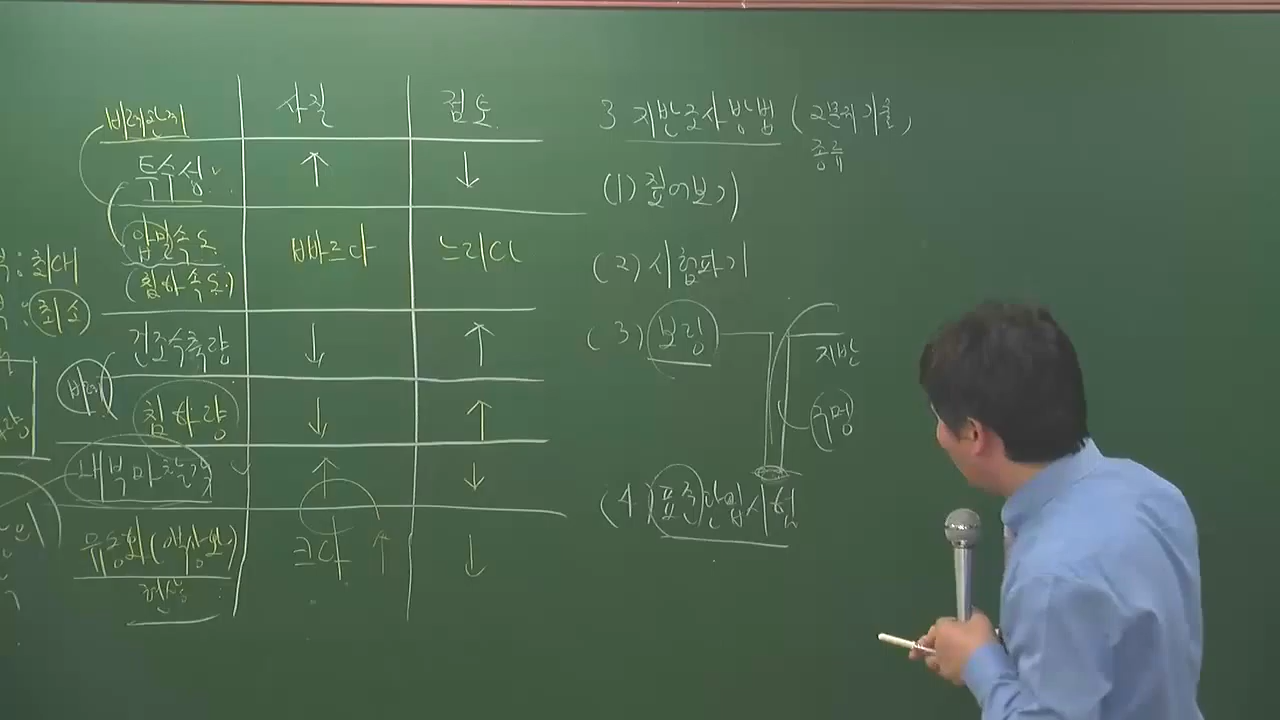 비교하기
사질
점토
투수성
↑
↓
압밀속도
(침하속도)
빠르다
느리다
건조수축량
↓
↑
침하량
↓
↑
내부마찰각
↑
↓
유동화(액상화)
현상
크다 ↑
↓
: 최대
: 최소
3 지반조사방법 (
종류
(1) 짚어보기
(2) 시험파기
(3) 보링
지반
구멍
(4) 표준관입시험